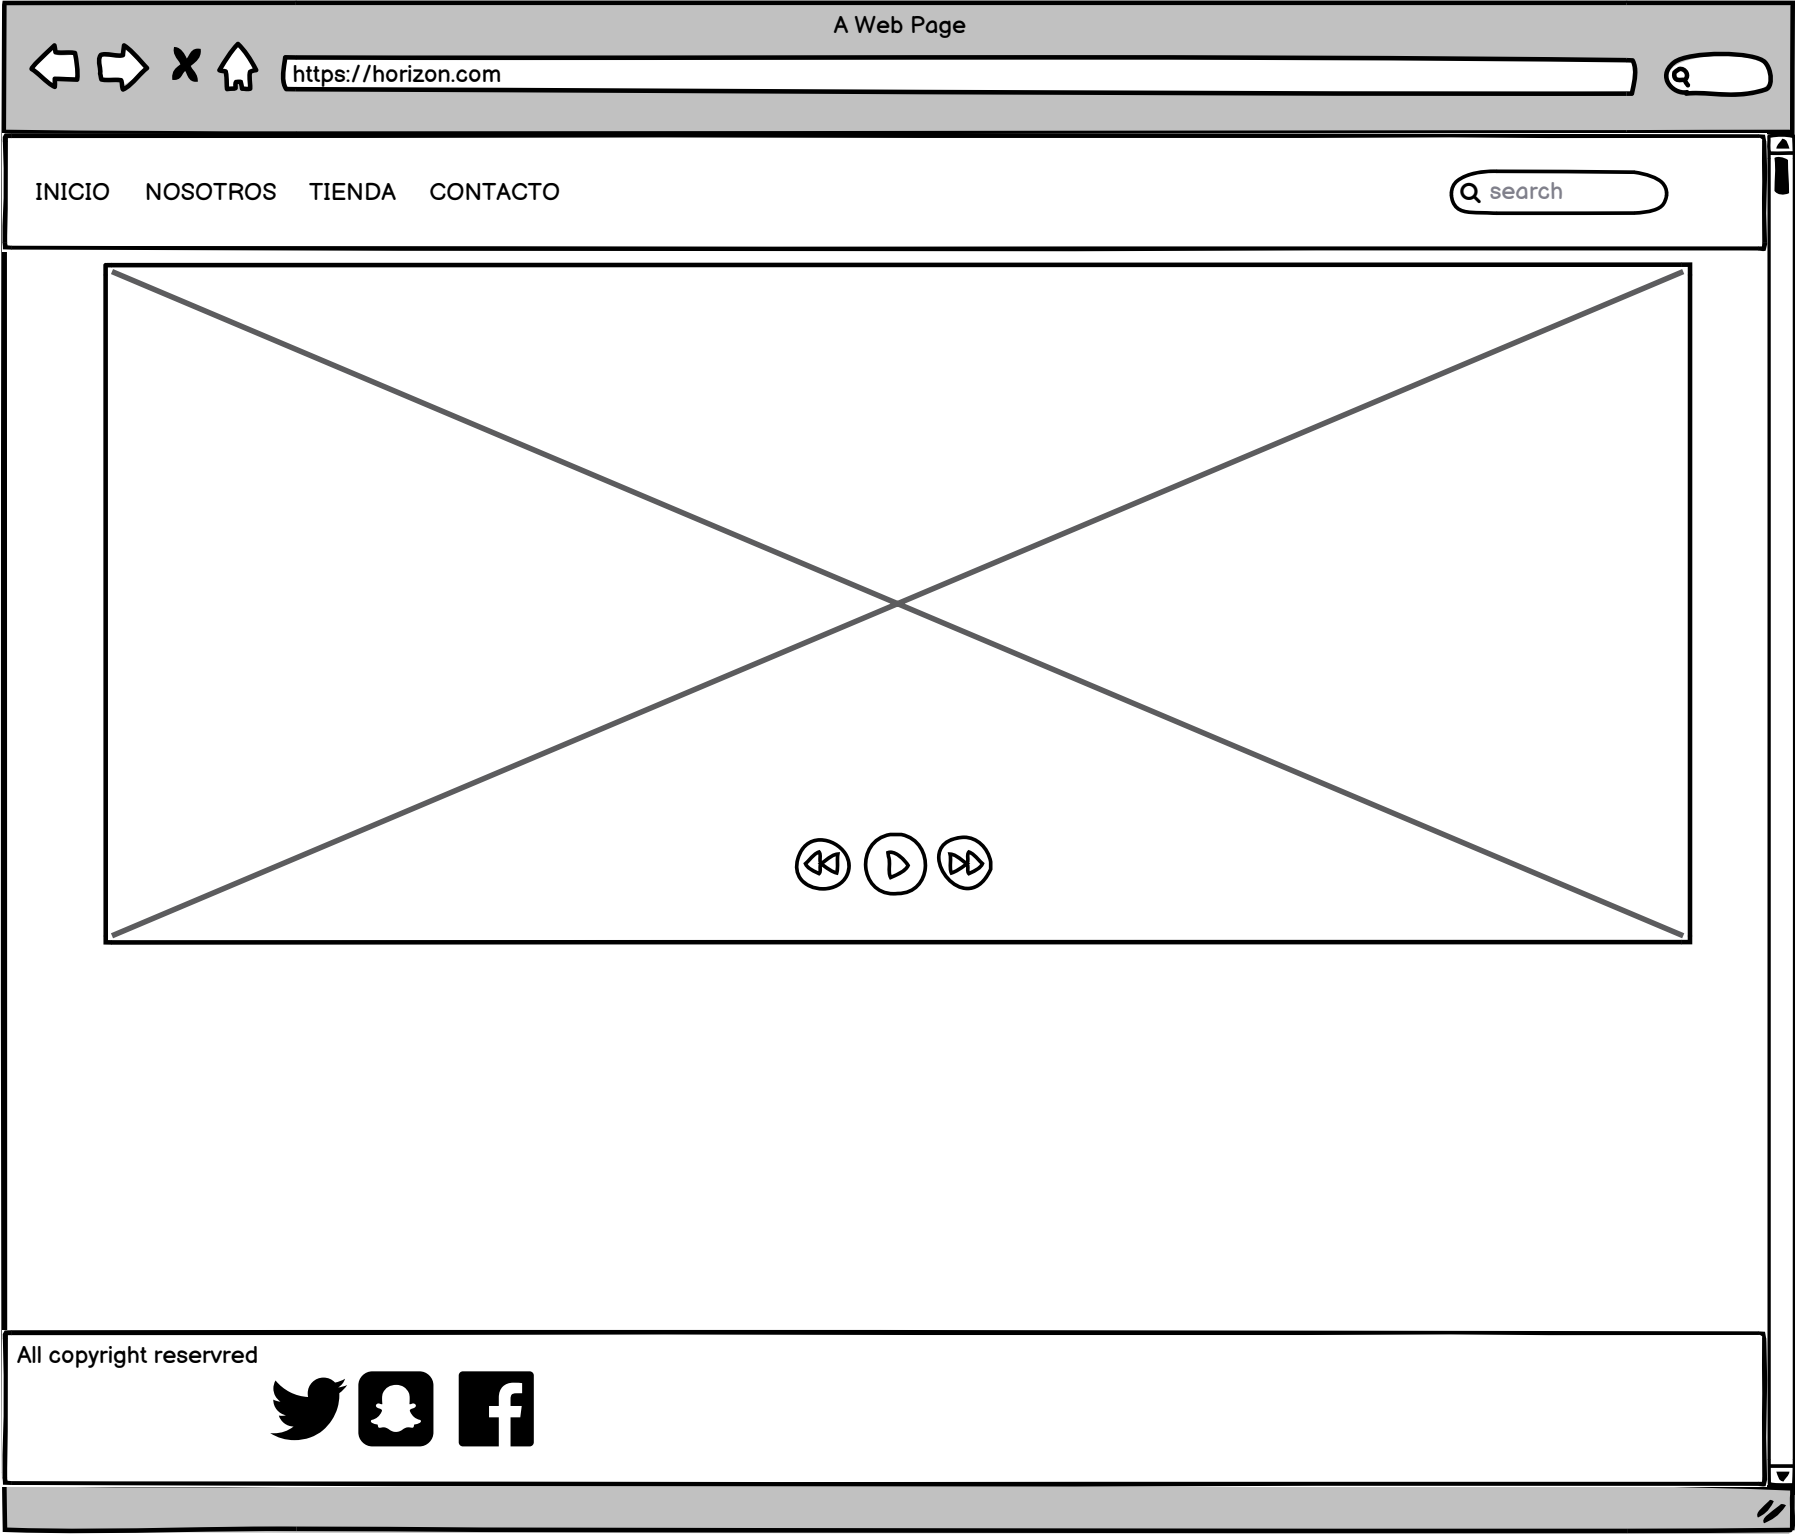 A Web Page
https://horizon.com
INICIO NOSOTROS TIENDA CONTACTO
search
All copyright reservred